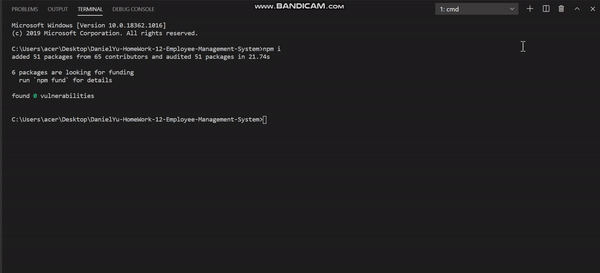 www.BANDICAM.com
PROBLEMS OUTPUT TERMINAL DEBUG CONSOLE 1: cmd
Microsoft Windows [Version 10.0.18362.1016]
(c) 2019 Microsoft Corporation. All rights reserved.
C:\Users\acer\Desktop\DanielYu-HomeWork-12-Employee-Management-System>npm i
added 51 packages from 65 contributors and audited 51 packages in 21.74s
6 packages are looking for funding
run `npm fund` for details
found 0 vulnerabilities
C:\Users\acer\Desktop\DanielYu-HomeWork-12-Employee-Management-System>